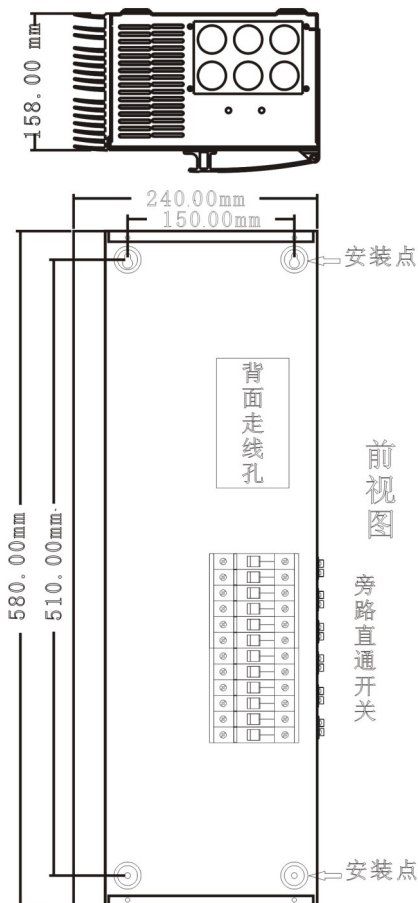 158.00 mm
240.00mm
150.00mm
安装点
背面走线孔
前视图
580.00mm
510.00mm
旁路直通开关
安装点